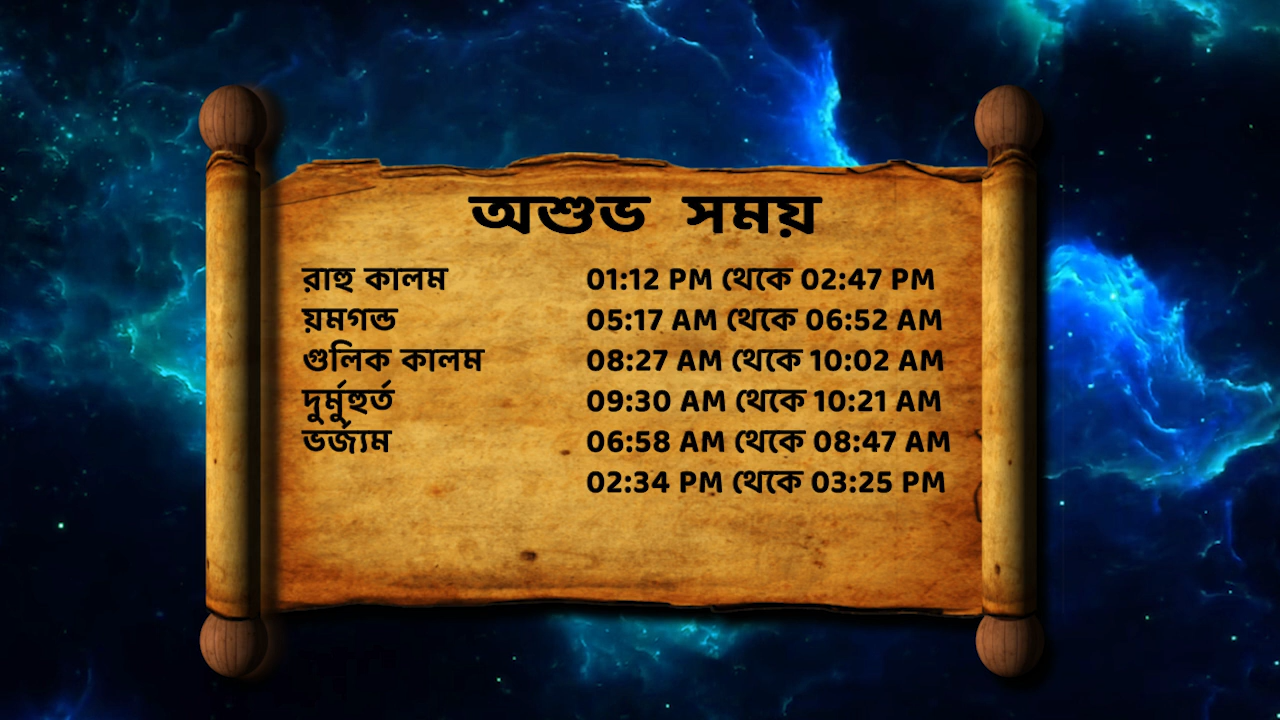 অশুভ সময়
রাহু কালম 01:12 PM থেকে 02:47 PM
য়মগন্ড 05:17 AM থেকে 06:52 AM
গুলিক কালম 08:27 AM থেকে 10:02 AM
দুর্মুহুর্ত 09:30 AM থেকে 10:21 AM
ভর্জ্যম 06:58 AM থেকে 08:47 AM
02:34 PM থেকে 03:25 PM